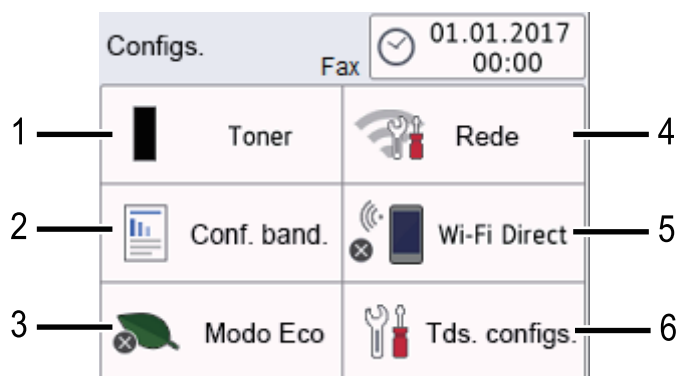 Configs.
Fax
01.01.2017
00:00
1
Toner
Rede
4
2
Conf. band.
Wi-Fi Direct
5
3
Modo Eco
Tds. configs.
6